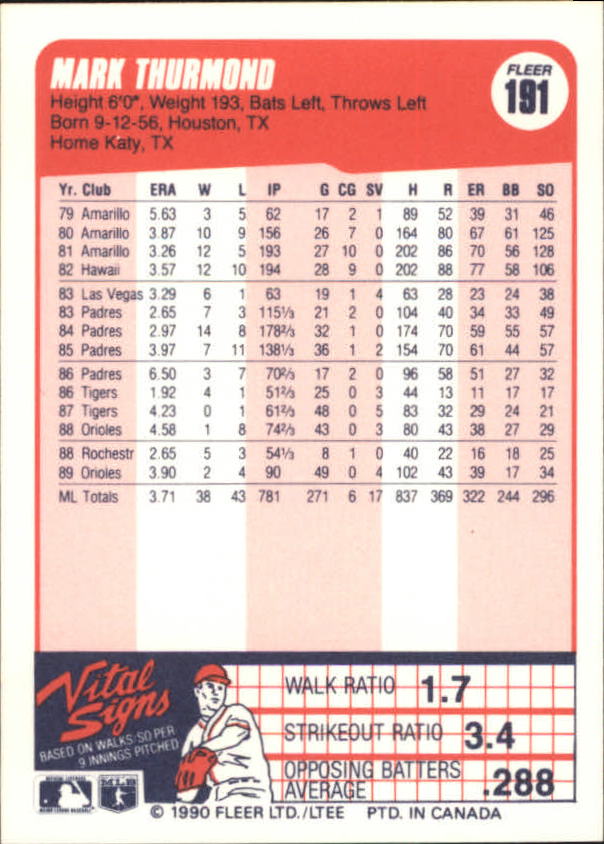 MARK THURMOND
FLEER
191
Height 6'0", Weight 193, Bats Left, Throws Left
Born 9-12-56, Houston, TX
Home Katy, TX
Yr. Club ERA W L IP G CG SV H R ER BB SO
79 Amarillo 5.63 3 5 62 17 2 1 89 52 39 31 46
80 Amarillo 3.87 10 9 156 26 7 0 164 80 67 61 125
81 Amarillo 3.26 12 5 193 27 10 0 202 86 70 56 128
82 Hawaii 3.57 12 10 194 28 9 0 202 88 77 58 106
83 Las Vegas 3.29 6 1 63 19 1 4 63 28 23 24 38
83 Padres 2.65 7 3 115⅓ 21 2 0 104 40 34 33 49
84 Padres 2.97 14 8 178⅔ 32 1 0 174 70 59 55 57
85 Padres 3.97 7 11 138⅓ 36 1 2 154 70 61 44 57
86 Padres 6.50 3 7 70⅔ 17 2 0 96 58 51 27 32
86 Tigers 1.92 4 1 51⅔ 25 0 3 44 13 11 17 17
87 Tigers 4.23 0 1 61⅔ 48 0 5 83 32 29 24 21
88 Orioles 4.58 1 8 74⅔ 43 0 3 80 43 38 27 29
88 Rochestr 2.65 5 3 54⅓ 8 1 0 40 22 16 18 25
89 Orioles 3.90 2 4 90 49 0 4 102 43 39 17 34
ML Totals 3.71 38 43 781 271 6 17 837 369 322 244 296
Vital
Signs
BASED ON WALKS/SO PER
9 INNINGS PITCHED
WALK RATIO 1.7
STRIKEOUT RATIO 3.4
OPPOSING BATTERS
AVERAGE .288
© 1990 FLEER LTD./LTEE PTD. IN CANADA